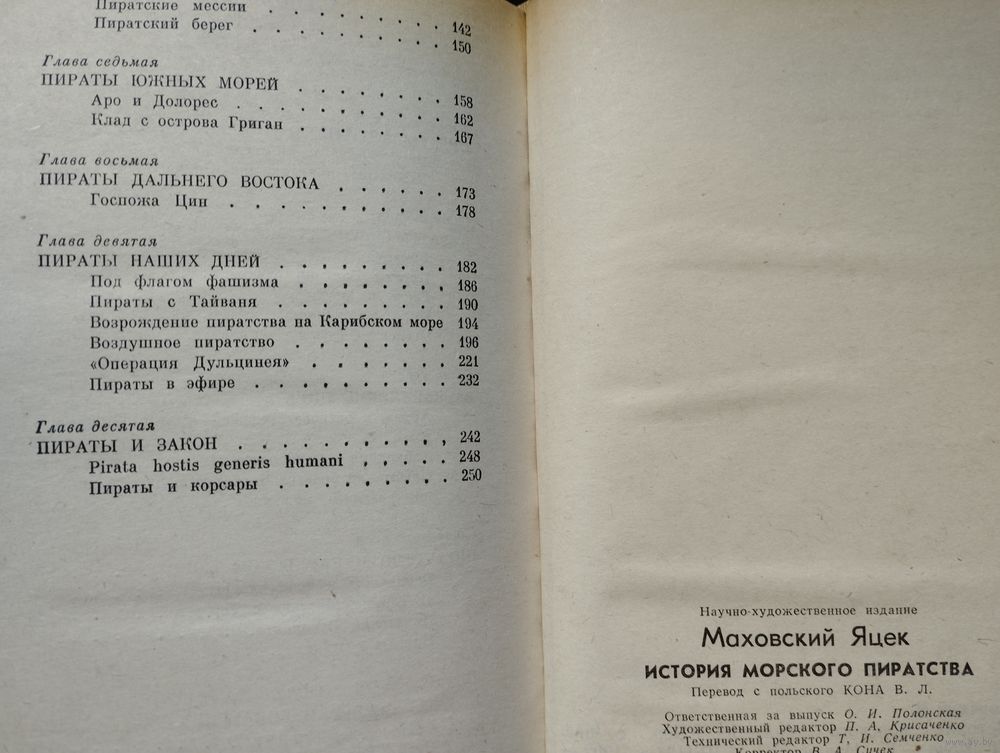 Пиратские мессии . . . . . . . . . 142
Пиратский берег . . . . . . . . . 150
Глава седьмая
ПИРАТЫ ЮЖНЫХ МОРЕЙ . . . . . . . 158
Аро и Долорес . . . . . . . . . . 162
Клад с острова Григан . . . . . . . 167
Глава восьмая
ПИРАТЫ ДАЛЬНЕГО ВОСТОКА . . . . . 173
Госпожа Цин . . . . . . . . . . . 178
Глава девятая
ПИРАТЫ НАШИХ ДНЕЙ . . . . . . . . 182
Под флагом фашизма . . . . . . . 186
Пираты с Тайваня . . . . . . . . 190
Возрождение пиратства на Карибском море 194
Воздушное пиратство . . . . . . . 196
«Операция Дульцинея» . . . . . . 221
Пираты в эфире . . . . . . . . . 232
Глава десятая
ПИРАТЫ И ЗАКОН . . . . . . . . . . 242
Pirata hostis generis humani . . . . . 248
Пираты и корсары . . . . . . . . 250
Научно-художественное издание
Маховский Яцек
ИСТОРИЯ МОРСКОГО ПИРАТСТВА
Перевод с польского КОНА В. Л.
Ответственная за выпуск О. И. Полонская
Художественный редактор П. А. Крисаченко
Технический редактор Т. И. Семченко
Корректор А. Сичек